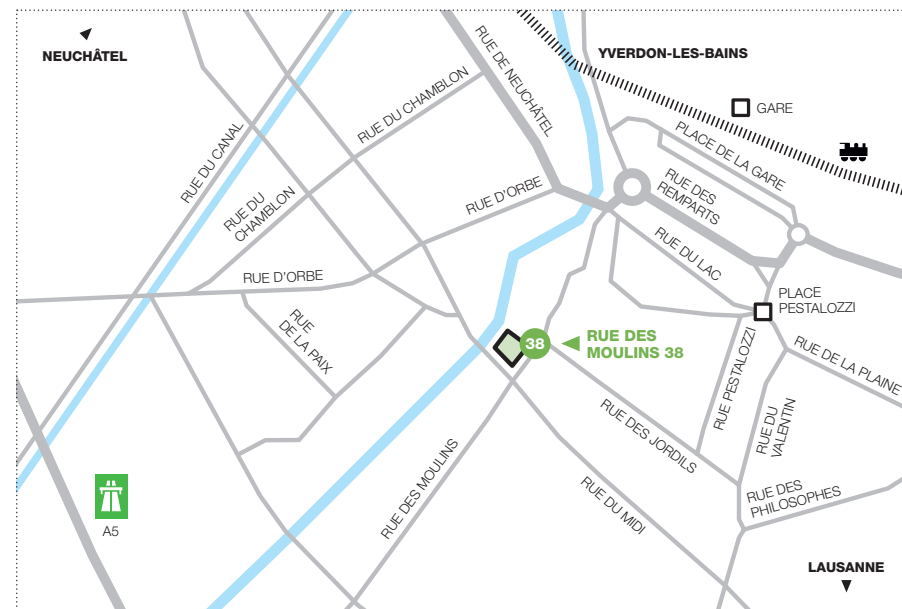 NEUCHÂTEL
YVERDON-LES-BAINS
GARE
RUE DE NEUCHÂTEL
RUE DU CHAMBLON
PLACE DE LA GARE
RUE DU CANAL
RUE DES
REMPARTS
RUE D'ORBE
RUE DU
CHAMBLON
RUE DU LAC
RUE D'ORBE
PLACE
PESTALOZZI
RUE
DE LA PAIX
38
RUE DES
MOULINS 38
RUE DE LA PLAINE
RUE PESTALOZZI
RUE DU
VALENTIN
RUE DES JORDILS
RUE DES MOULINS
RUE DU MIDI
RUE DES
PHILOSOPHES
A5
LAUSANNE